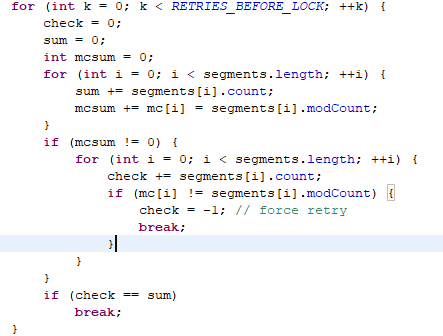 for (int k = 0; k < RETRIES_BEFORE_LOCK; ++k) {
    check = 0;
    sum = 0;
    int mcsum = 0;
    for (int i = 0; i < segments.length; ++i) {
        sum += segments[i].count;
        mcsum += mc[i] = segments[i].modCount;
    }
    if (mcsum != 0) {
        for (int i = 0; i < segments.length; ++i) {
            check += segments[i].count;
            if (mc[i] != segments[i].modCount) {
                check = -1; // force retry
                break;
            }
        }
    }
    if (check == sum)
        break;
}